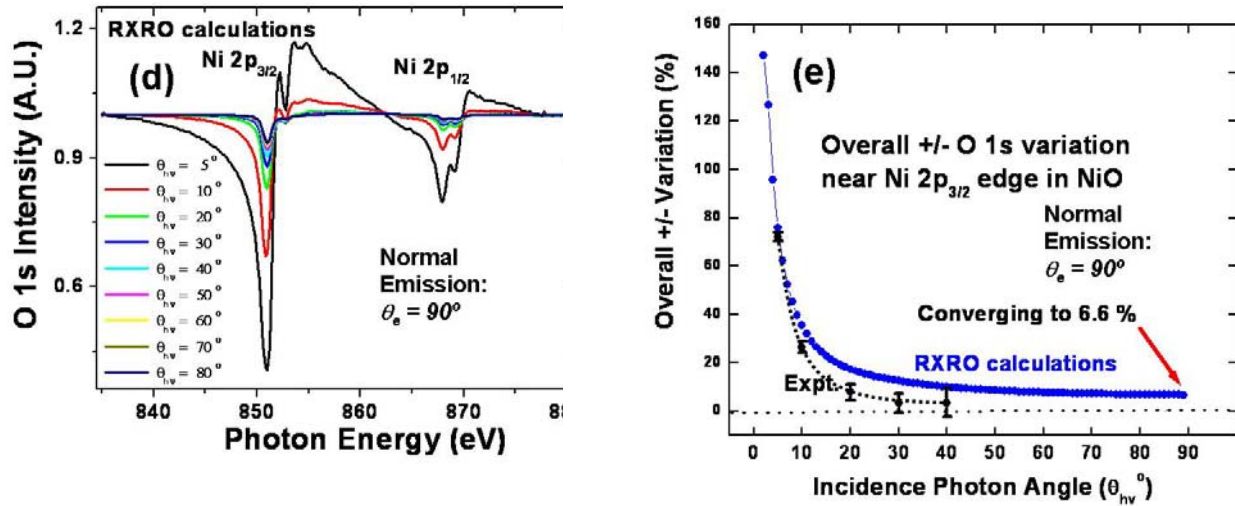 RXRO calculations
(d)
Ni 2p3/2
Ni 2p1/2
1.2
0.9
0.6
O 1s Intensity (A.U.)
θhν = 5°
θhν = 10°
θhν = 20°
θhν = 30°
θhν = 40°
θhν = 50°
θhν = 60°
θhν = 70°
θhν = 80°
Normal
Emission:
θe = 90°
840 850 860 870 88
Photon Energy (eV)
(e)
160
140
120
100
80
60
40
20
0
Overall +/- Variation (%)
Overall +/- O 1s variation
near Ni 2p3/2 edge in NiO
Normal
Emission:
θe = 90°
Converging to 6.6 %
RXRO calculations
Expt.
0 10 20 30 40 50 60 70 80 90
Incidence Photon Angle (θhν°)